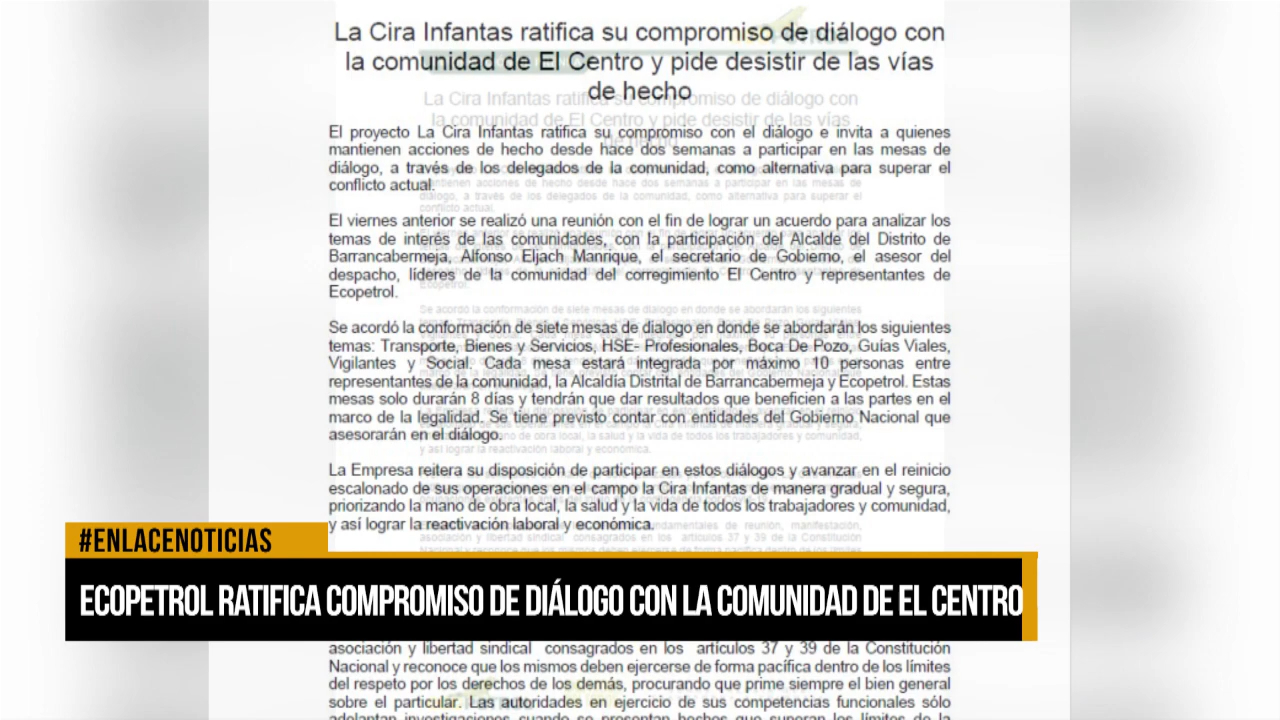 La Cira Infantas ratifica su compromiso de diálogo con
la comunidad de El Centro y pide desistir de las vías
de hecho
El proyecto La Cira Infantas ratifica su compromiso con el diálogo e invita a quienes
mantienen acciones de hecho desde hace dos semanas a participar en las mesas de
diálogo, a través de los delegados de la comunidad, como alternativa para superar el
conflicto actual.
El viernes anterior se realizó una reunión con el fin de lograr un acuerdo para analizar los
temas de interés de las comunidades, con la participación del Alcalde del Distrito de
Barrancabermeja, Alfonso Eljach Manrique, el secretario de Gobierno, el asesor del
despacho, líderes de la comunidad del corregimiento El Centro y representantes de
Ecopetrol.
Se acordó la conformación de siete mesas de dialogo en donde se abordarán los siguientes
temas: Transporte, Bienes y Servicios, HSE- Profesionales, Boca De Pozo, Guías Viales,
Vigilantes y Social. Cada mesa estará integrada por máximo 10 personas entre
representantes de la comunidad, la Alcaldía Distrital de Barrancabermeja y Ecopetrol. Estas
mesas solo durarán 8 días y tendrán que dar resultados que beneficien a las partes en el
marco de la legalidad. Se tiene previsto contar con entidades del Gobierno Nacional que
asesorarán en el diálogo.
La Empresa reitera su disposición de participar en estos diálogos y avanzar en el reinicio
escalonado de sus operaciones en el campo la Cira Infantas de manera gradual y segura,
priorizando la mano de obra local, la salud y la vida de todos los trabajadores y comunidad,
y así lograr la reactivación laboral y económica.
#ENLACENOTICIAS
ECOPETROL RATIFICA COMPROMISO DE DIÁLOGO CON LA COMUNIDAD DE EL CENTRO
asociación y libertad sindical consagrados en los artículos 37 y 39 de la Constitución
Nacional y reconoce que los mismos deben ejercerse de forma pacífica dentro de los límites
del respeto por los derechos de los demás, procurando que prime siempre el bien general
sobre el particular. Las autoridades en ejercicio de sus competencias funcionales sólo
adelantan investigaciones cuando se presentan hechos que superan los límites de la